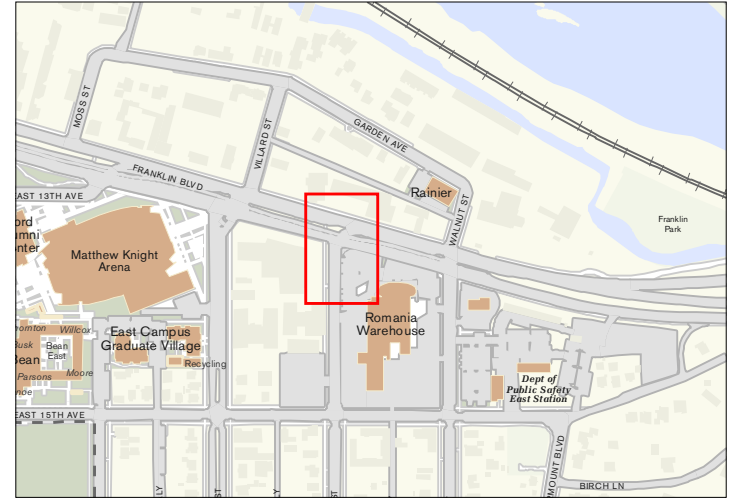 MOSS ST
VILLARD ST
GARDEN AVE
FRANKLIN BLVD
EAST 13TH AVE
Rainier
WALNUT ST
Franklin
Park
Matthew Knight
Arena
Romania
Warehouse
East Campus
Graduate Village
Recycling
Willcox
Bean
East
Moore
Parsons
Dept of
Public Safety
East Station
EAST 15TH AVE
BIRCH LN